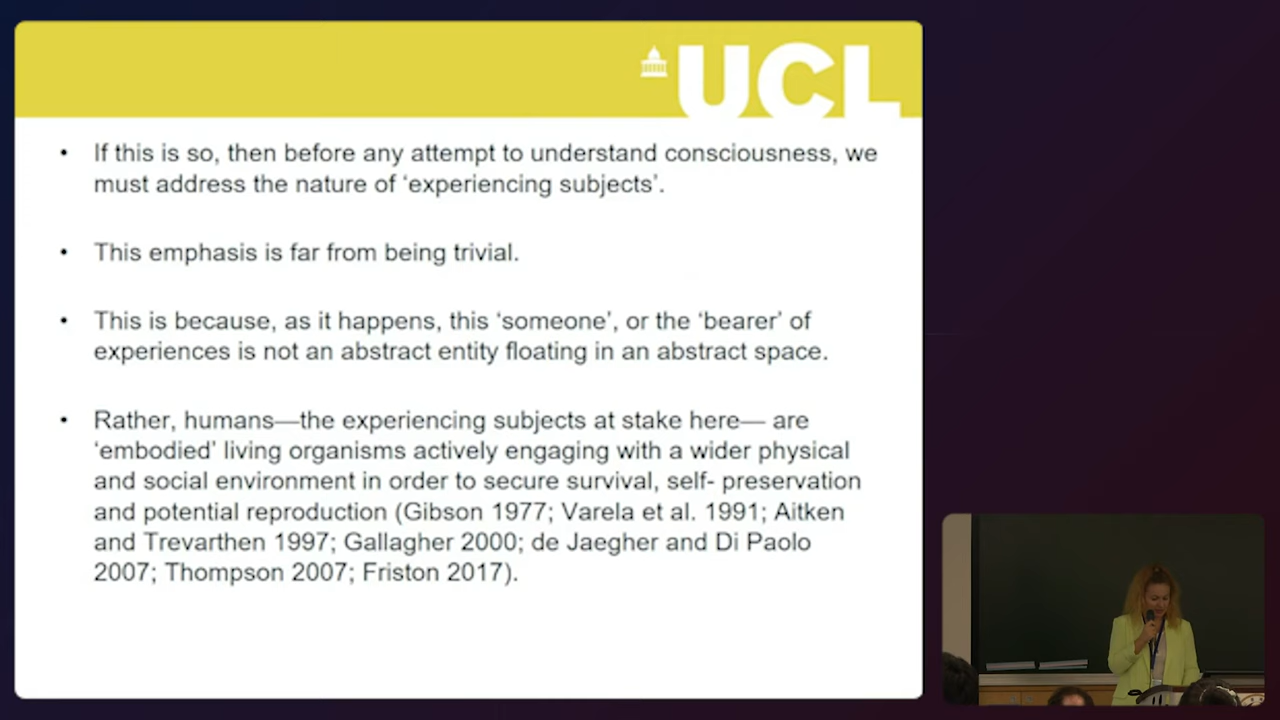 UCL
• If this is so, then before any attempt to understand consciousness, we
must address the nature of ‘experiencing subjects’.
• This emphasis is far from being trivial.
• This is because, as it happens, this ‘someone’, or the ‘bearer’ of
experiences is not an abstract entity floating in an abstract space.
• Rather, humans—the experiencing subjects at stake here— are
‘embodied’ living organisms actively engaging with a wider physical
and social environment in order to secure survival, self- preservation
and potential reproduction (Gibson 1977; Varela et al. 1991; Aitken
and Trevarthen 1997; Gallagher 2000; de Jaegher and Di Paolo
2007; Thompson 2007; Friston 2017).